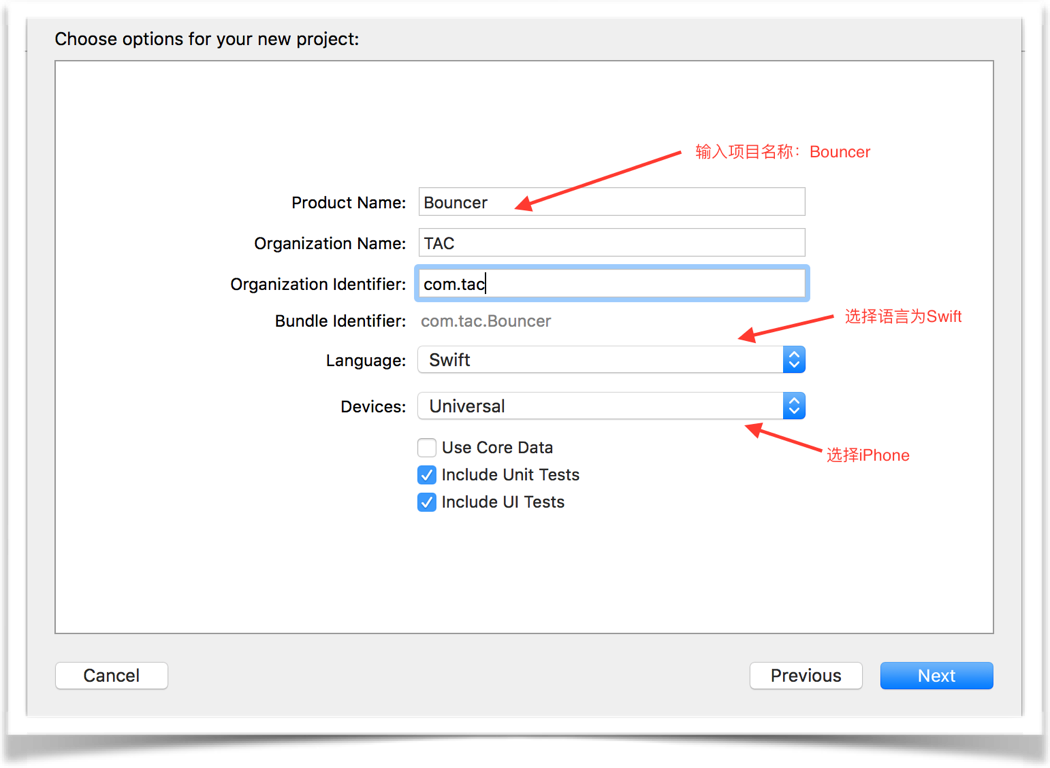 Choose options for your new project:
输入项目名称：Bouncer
Product Name: Bouncer
Organization Name: TAC
Organization Identifier: com.tac
Bundle Identifier: com.tac.Bouncer
选择语言为Swift
Language: Swift
Devices: Universal
选择iPhone
Use Core Data
Include Unit Tests
Include UI Tests
Cancel Previous Next